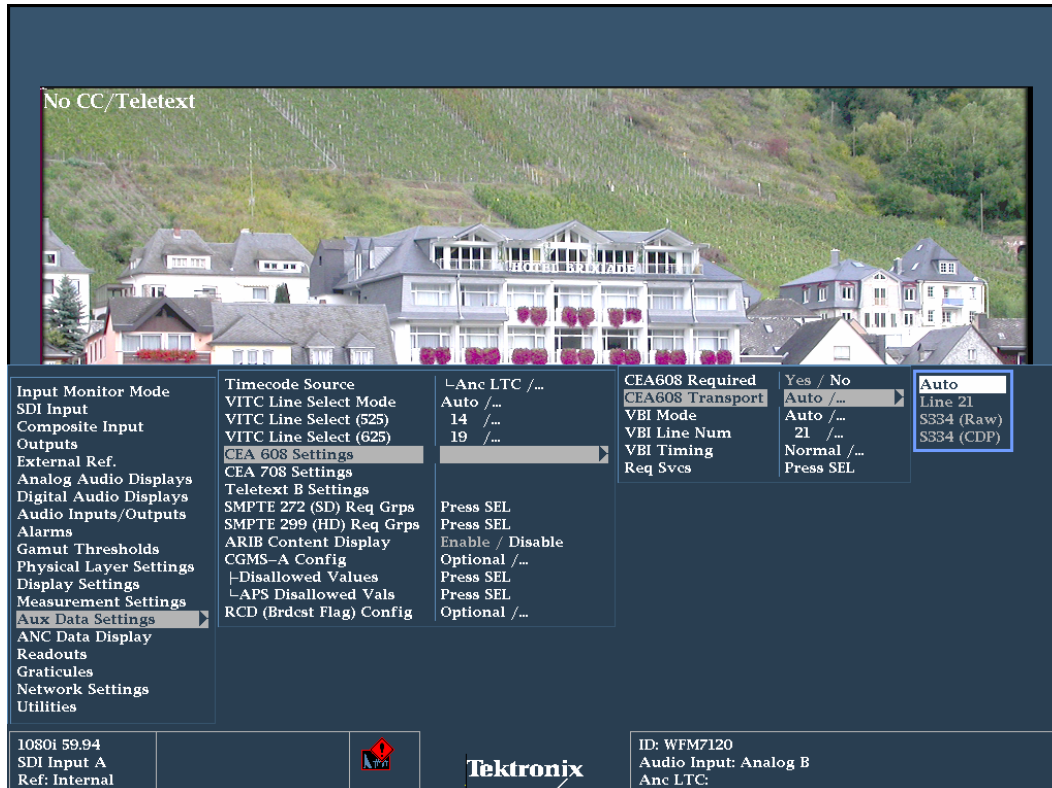 No CC/Teletext
HOTEL BRIXIADE
Input Monitor Mode
SDI Input
Composite Input
Outputs
External Ref.
Analog Audio Displays
Digital Audio Displays
Audio Inputs/Outputs
Alarms
Gamut Thresholds
Physical Layer Settings
Display Settings
Measurement Settings
Aux Data Settings
ANC Data Display
Readouts
Graticules
Network Settings
Utilities
Timecode Source └Anc LTC /...
VITC Line Select Mode Auto /...
VITC Line Select (525) 14 /...
VITC Line Select (625) 19 /...
CEA 608 Settings
CEA 708 Settings
Teletext B Settings
SMPTE 272 (SD) Req Grps Press SEL
SMPTE 299 (HD) Req Grps Press SEL
ARIB Content Display Enable / Disable
CGMS–A Config Optional /...
├Disallowed Values Press SEL
└APS Disallowed Vals Press SEL
RCD (Brdcst Flag) Config Optional /...
CEA608 Required Yes / No
CEA608 Transport Auto /...
VBI Mode Auto /...
VBI Line Num 21 /...
VBI Timing Normal /...
Req Svcs Press SEL
Auto
Line 21
S334 (Raw)
S334 (CDP)
1080i 59.94
SDI Input A
Ref: Internal
Tektronix
ID: WFM7120
Audio Input: Analog B
Anc LTC: